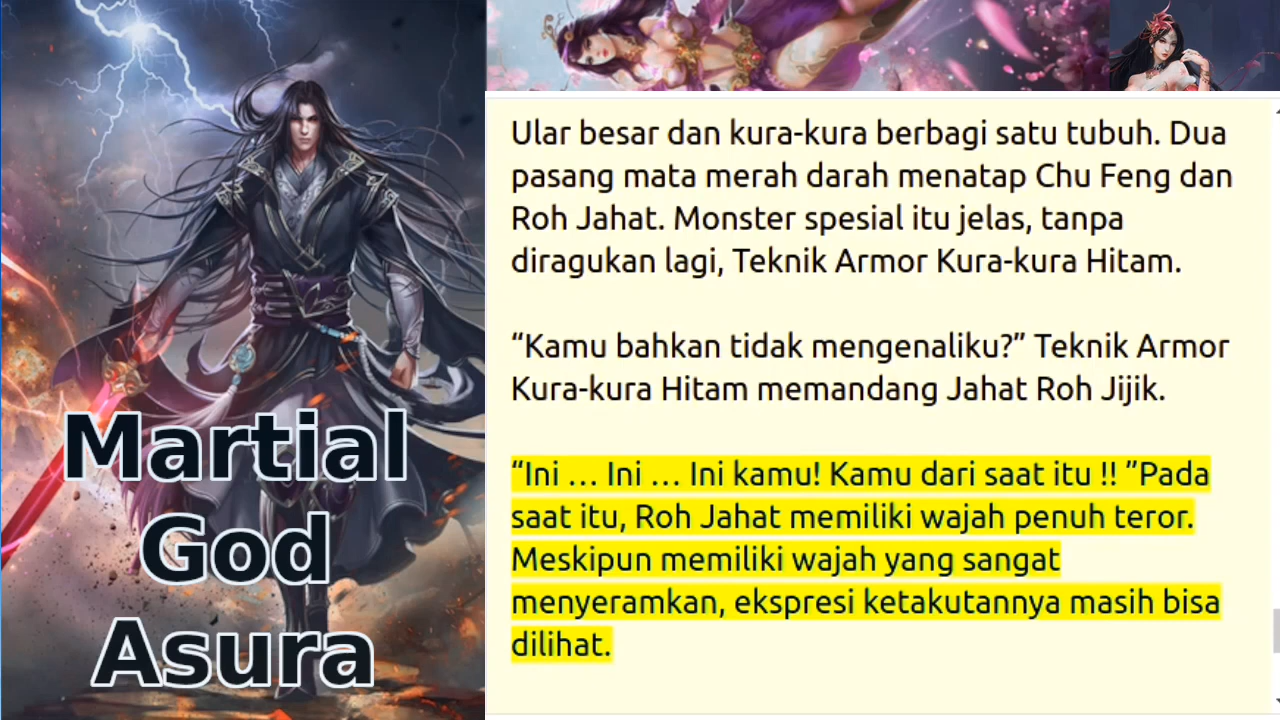 Martial
God
Asura
Ular besar dan kura-kura berbagi satu tubuh. Dua
pasang mata merah darah menatap Chu Feng dan
Roh Jahat. Monster spesial itu jelas, tanpa
diragukan lagi, Teknik Armor Kura-kura Hitam.
“Kamu bahkan tidak mengenaliku?” Teknik Armor
Kura-kura Hitam memandang Jahat Roh Jijik.
“Ini … Ini … Ini kamu! Kamu dari saat itu !! ”Pada
saat itu, Roh Jahat memiliki wajah penuh teror.
Meskipun memiliki wajah yang sangat
menyeramkan, ekspresi ketakutannya masih bisa
dilihat.